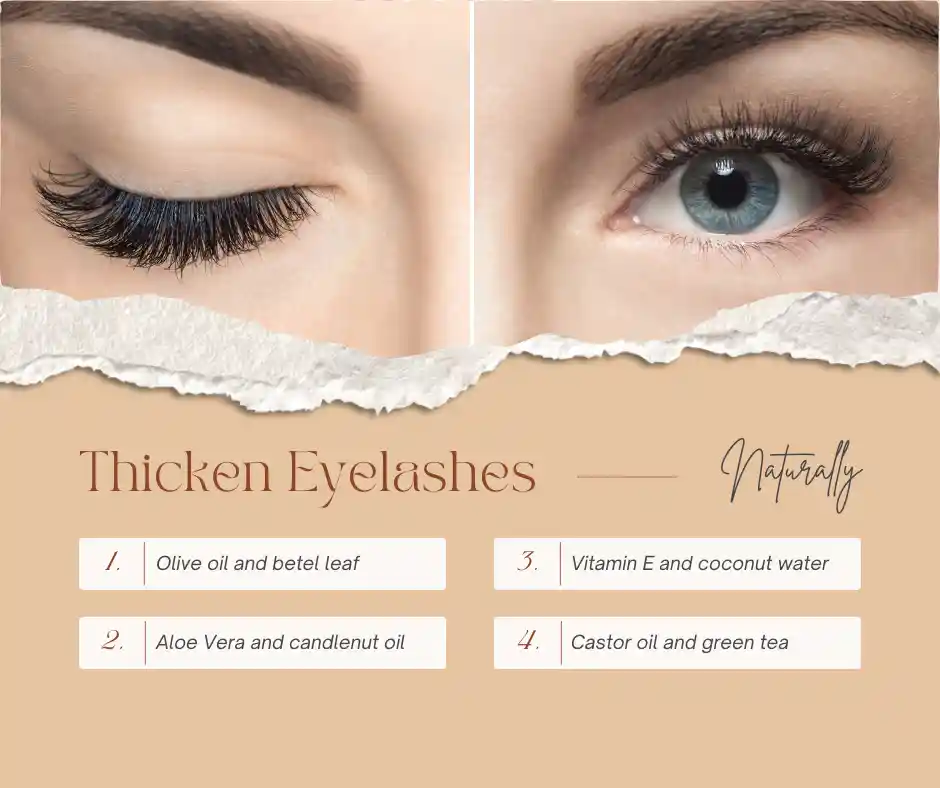 Thicken Eyelashes
Naturally
1. Olive oil and betel leaf
2. Aloe Vera and candlenut oil
3. Vitamin E and coconut water
4. Castor oil and green tea